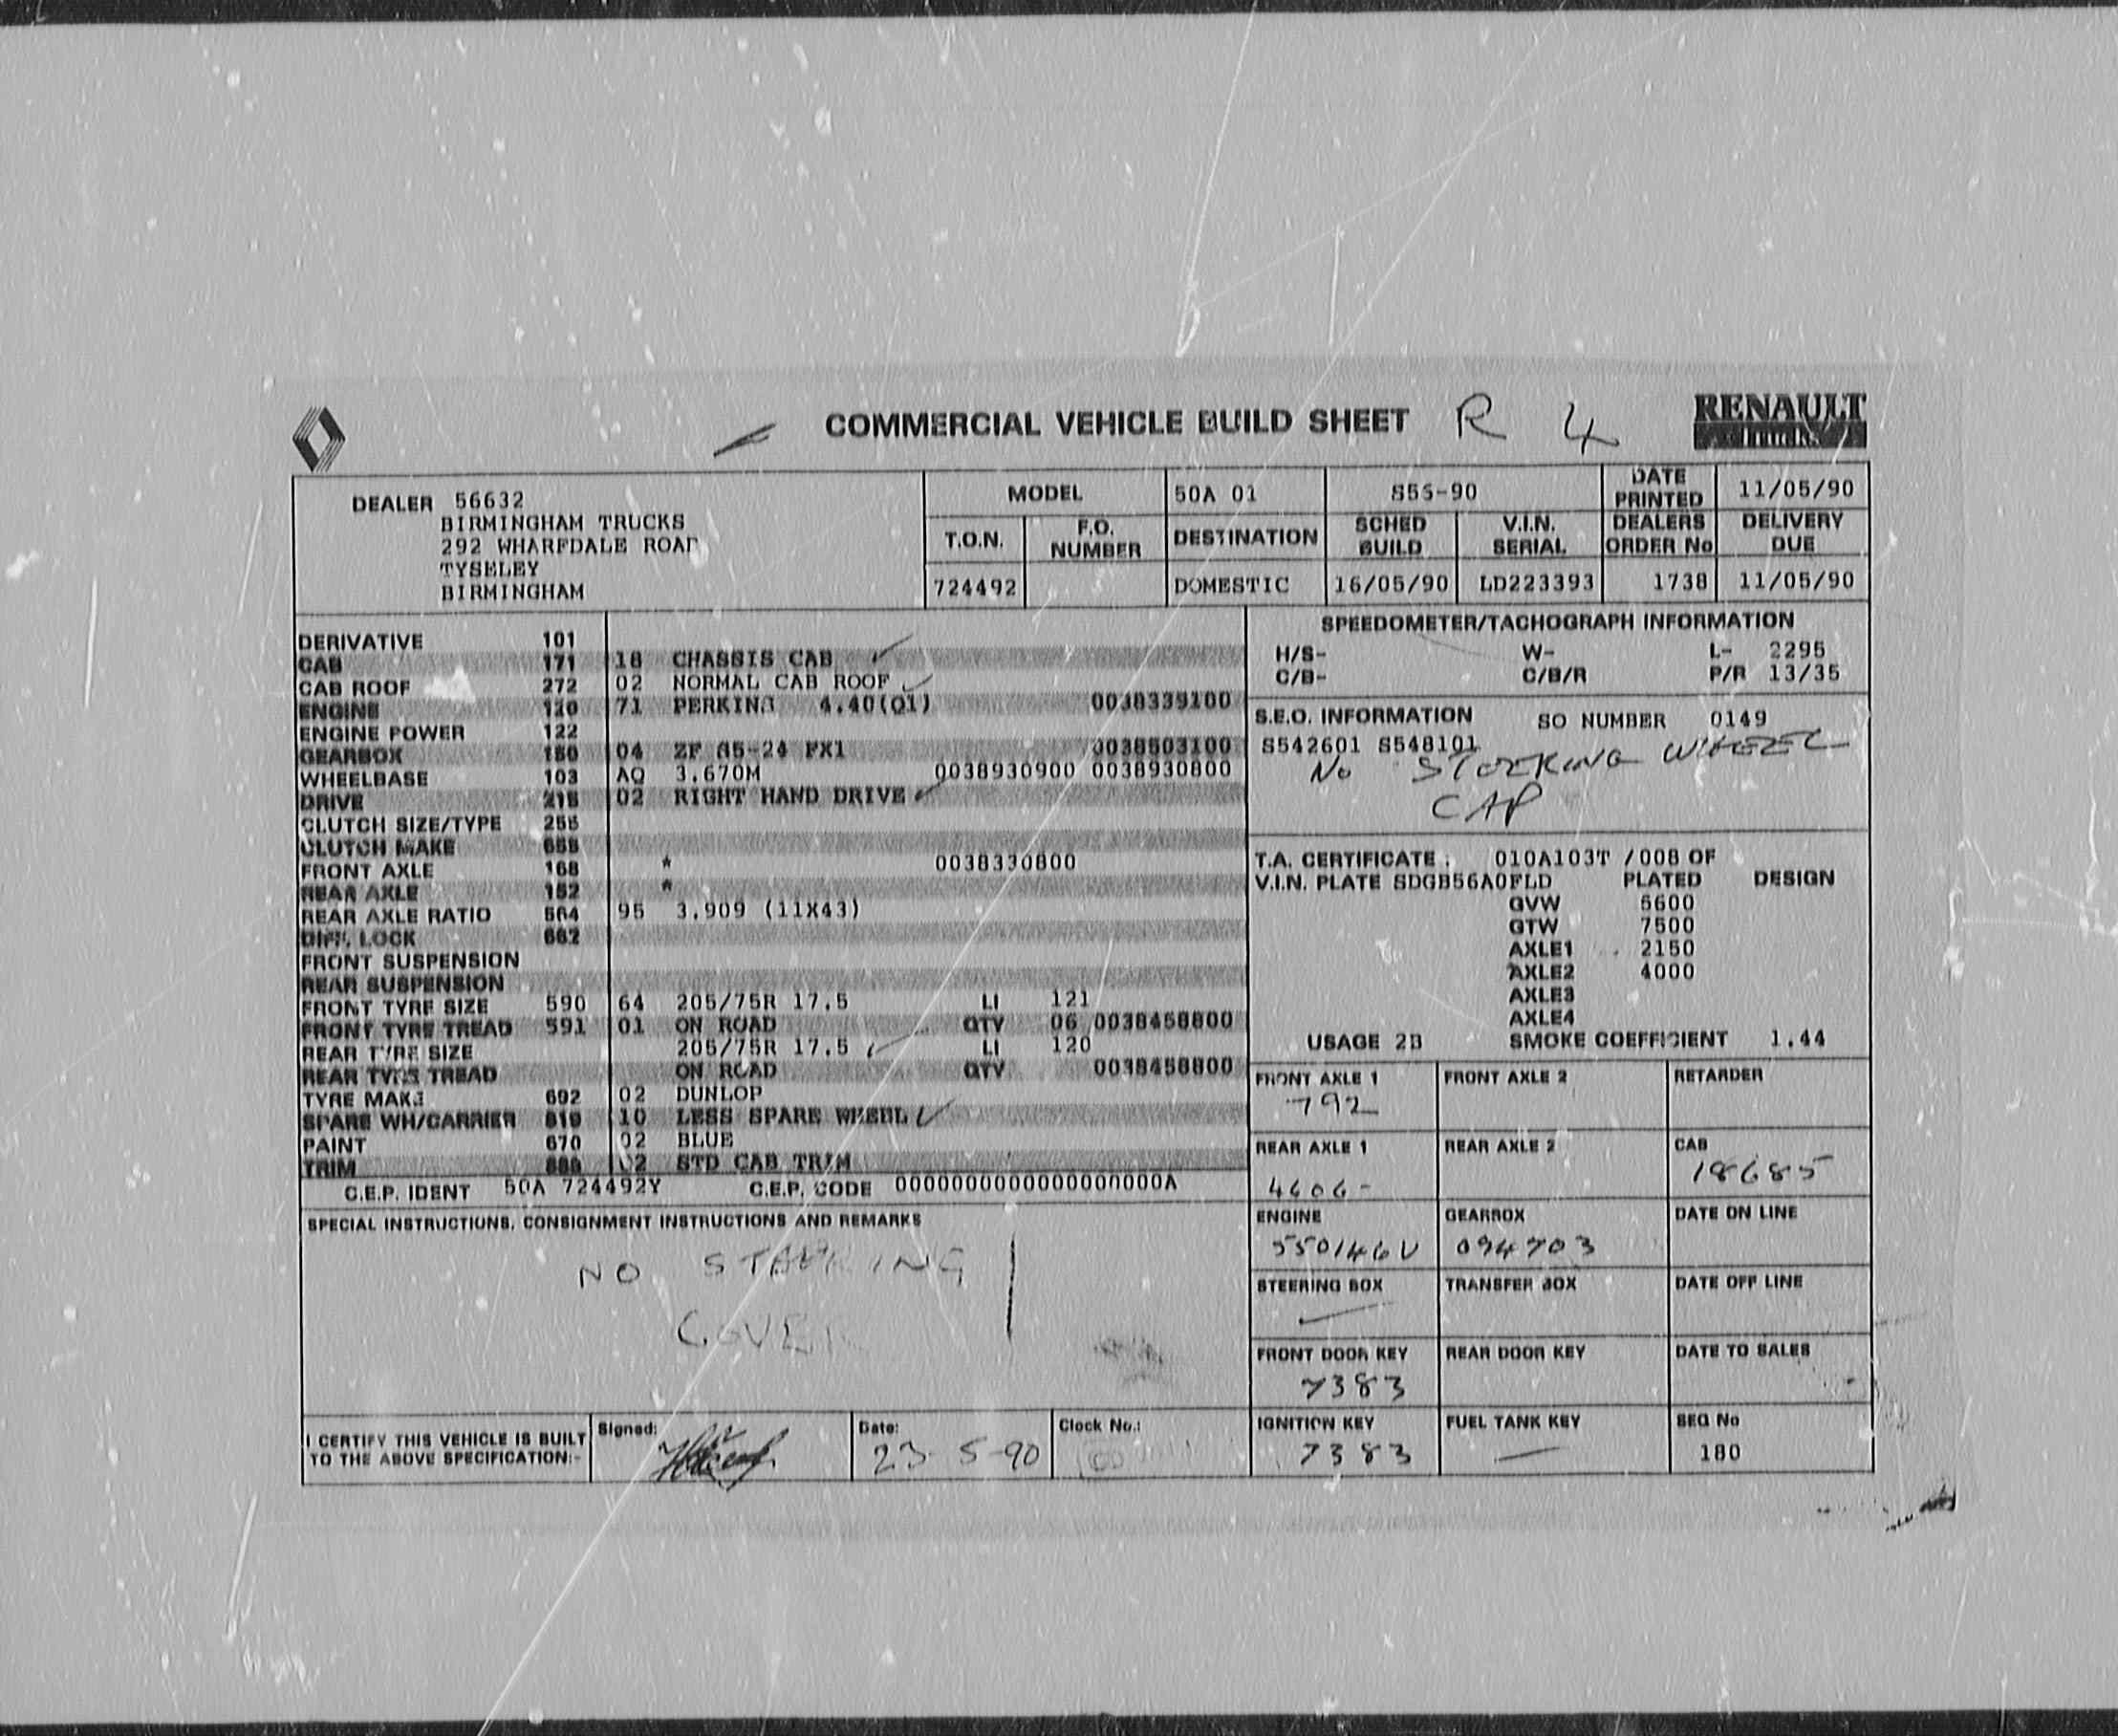 COMMERCIAL VEHICLE BUILD SHEET R 4
RENAULT
DEALER 56632
BIRMINGHAM TRUCKS
292 WHARFDALE ROAD
TYSELEY
BIRMINGHAM
MODEL 50A 01 S56-90 DATE PRINTED 11/05/90
T.O.N. F.O. NUMBER DESTINATION SCHED BUILD V.I.N. SERIAL DEALERS ORDER No DELIVERY DUE
724492 DOMESTIC 16/05/90 LD223393 1738 11/05/90
DERIVATIVE 101
CAB 171 18 CHASSIS CAB
CAB ROOF 272 02 NORMAL CAB ROOF
ENGINE 120 71 PERKINS 4.40(Q1) 0038339100
ENGINE POWER 122
GEARBOX 150 04 ZF S5-24 FX1 0038503100
WHEELBASE 103 AQ 3.670M 0038930900 0038930800
DRIVE 215 02 RIGHT HAND DRIVE
CLUTCH SIZE/TYPE 255
CLUTCH MAKE
FRONT AXLE 168 * 0038330800
REAR AXLE 152 *
REAR AXLE RATIO 564 95 3.909 (11X43)
DIFF. LOCK 662
FRONT SUSPENSION
REAR SUSPENSION
FRONT TYRE SIZE 590 64 205/75R 17.5 LI 121
FRONT TYRE TREAD 591 01 ON ROAD QTY 06 0038458800
REAR TYRE SIZE 205/75R 17.5 LI 120
REAR TYRE TREAD ON ROAD QTY 0038458800
TYRE MAKE 692 02 DUNLOP
SPARE WH/CARRIER 610 10 LESS SPARE WHEEL
PAINT 670 02 BLUE
TRIM 02 STD CAB TRIM
C.E.P. IDENT 50A 724492Y C.E.P. CODE 0000000000000000000A
SPEEDOMETER/TACHOGRAPH INFORMATION
H/S- W- L- 2295
C/B- C/B/R P/R 13/35
S.E.O. INFORMATION SO NUMBER 0149
S542601 S548101
No STEERING WHEEL
CAP
T.A. CERTIFICATE : 010A103T /008 OF
V.I.N. PLATE SDGB56A0FLD PLATED DESIGN
GVW 5600
GTW 7500
AXLE1 2150
AXLE2 4000
AXLE3
AXLE4
USAGE 2B SMOKE COEFFICIENT 1.44
FRONT AXLE 1 FRONT AXLE 2 RETARDER
792
REAR AXLE 1 REAR AXLE 2 CAB
4606- 18685
ENGINE GEARBOX DATE ON LINE
550146U 094703
STEERING BOX TRANSFER BOX DATE OFF LINE
FRONT DOOR KEY REAR DOOR KEY DATE TO SALES
7383
IGNITION KEY FUEL TANK KEY SEQ No
7383 — 180
SPECIAL INSTRUCTIONS, CONSIGNMENT INSTRUCTIONS AND REMARKS
NO STEERING
COVER
I CERTIFY THIS VEHICLE IS BUILT
TO THE ABOVE SPECIFICATION:-
Signed: Date: Clock No.:
23-5-90